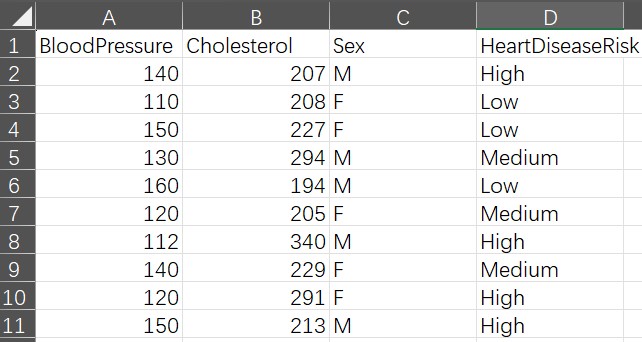 A B C D
1 BloodPressure Cholesterol Sex HeartDiseaseRisk
2 140 207 M High
3 110 208 F Low
4 150 227 F Low
5 130 294 M Medium
6 160 194 M Low
7 120 205 F Medium
8 112 340 M High
9 140 229 F Medium
10 120 291 F High
11 150 213 M High